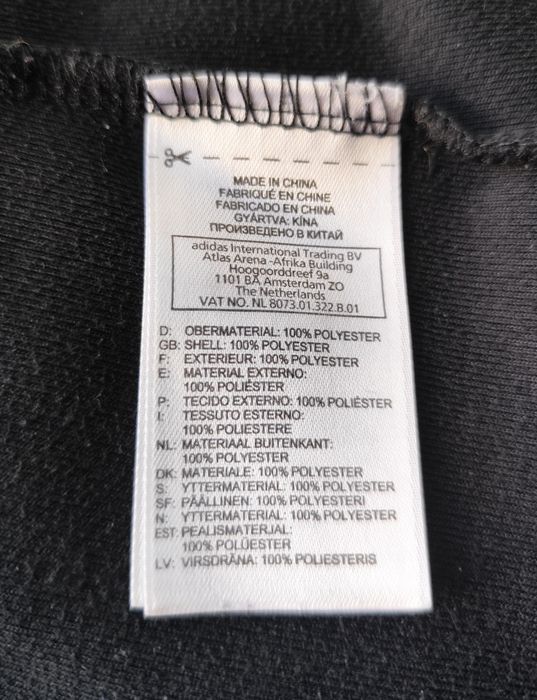 MADE IN CHINA
FABRIQUÉ EN CHINE
FABRICADO EN CHINA
GYÁRTVA: KÍNA
ПРОИЗВЕДЕНО В КИТАЙ
adidas International Trading BV
Atlas Arena -Afrika Building
Hoogoorddreef 9a
1101 BA Amsterdam ZO
The Netherlands
VAT NO. NL 8073.01.322.B.01
D: OBERMATERIAL: 100% POLYESTER
GB: SHELL: 100% POLYESTER
F: EXTERIEUR: 100% POLYESTER
E: MATERIAL EXTERNO:
100% POLIÉSTER
P: TECIDO EXTERNO: 100% POLIÉSTER
I: TESSUTO ESTERNO:
100% POLIESTERE
NL: MATERIAAL BUITENKANT:
100% POLYESTER
DK: MATERIALE: 100% POLYESTER
S: YTTERMATERIAL: 100% POLYESTER
SF: PÄÄLLINEN: 100% POLYESTERI
N: YTTERMATERIAL: 100% POLYESTER
EST: PEALISMATERJAL:
100% POLÜESTER
LV: VIRSDRĀNA: 100% POLIESTERIS